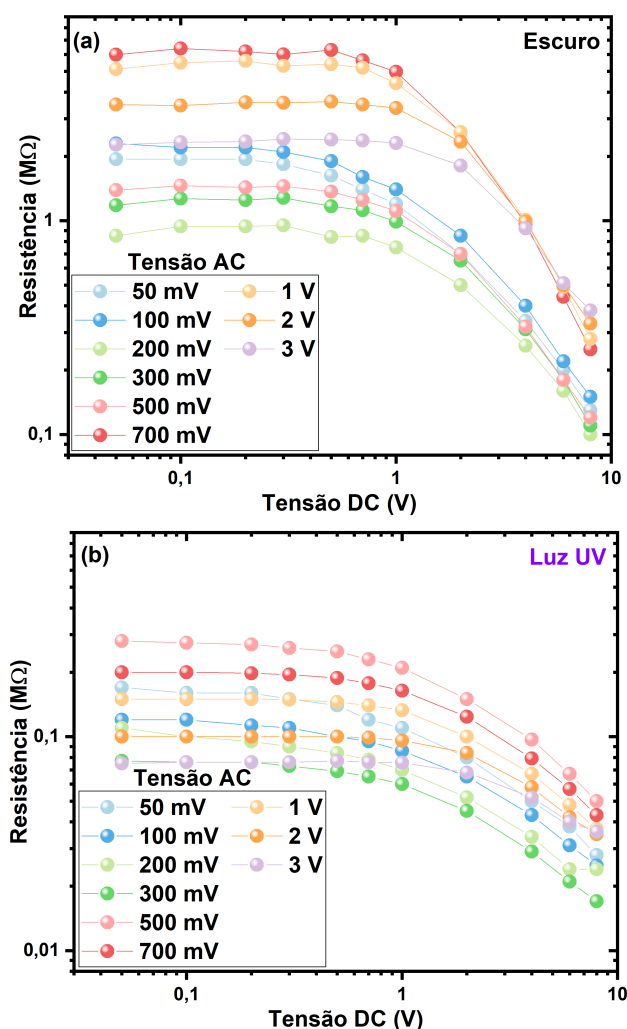 (a)
Escuro
Resistência (MΩ)
1
0,1
Tensão AC
50 mV
1 V
100 mV
2 V
200 mV
3 V
300 mV
500 mV
700 mV
0,1
1
10
Tensão DC (V)
(b)
Luz UV
Resistência (MΩ)
0,1
0,01
Tensão AC
50 mV
1 V
100 mV
2 V
200 mV
3 V
300 mV
500 mV
700 mV
0,1
1
10
Tensão DC (V)